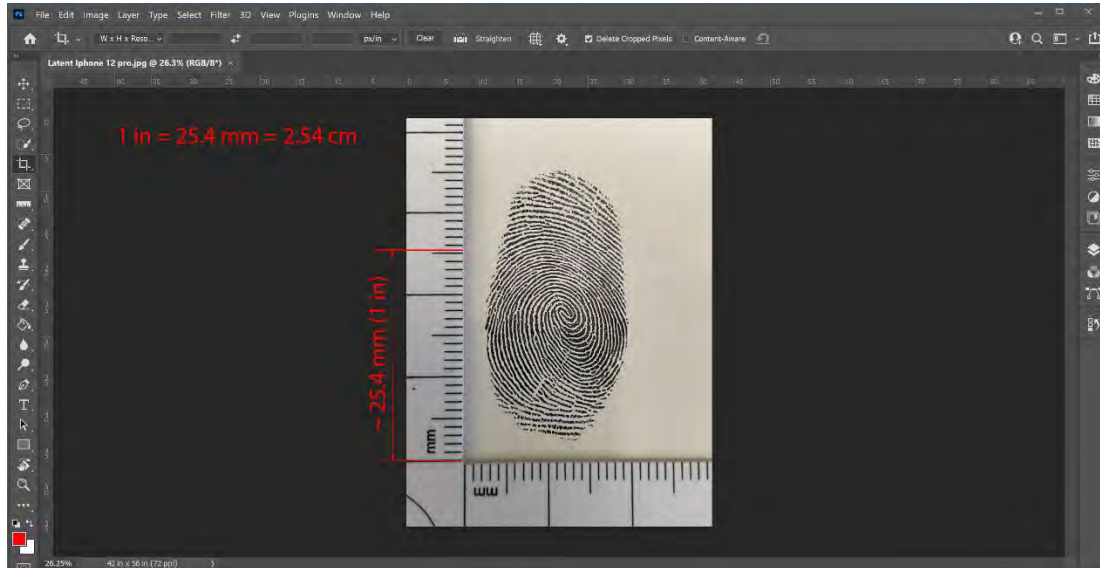 File Edit Image Layer Type Select Filter 3D View Plugins Window Help
W x H x Reso... px/in Clear Straighten Delete Cropped Pixels Content-Aware
Latent Iphone 12 pro.jpg @ 26.3% (RGB/8*) ×
1 in = 25.4 mm = 2.54 cm
~ 25.4 mm (1 in)
mm
mm
26.25% 42 in x 56 in (72 ppi)